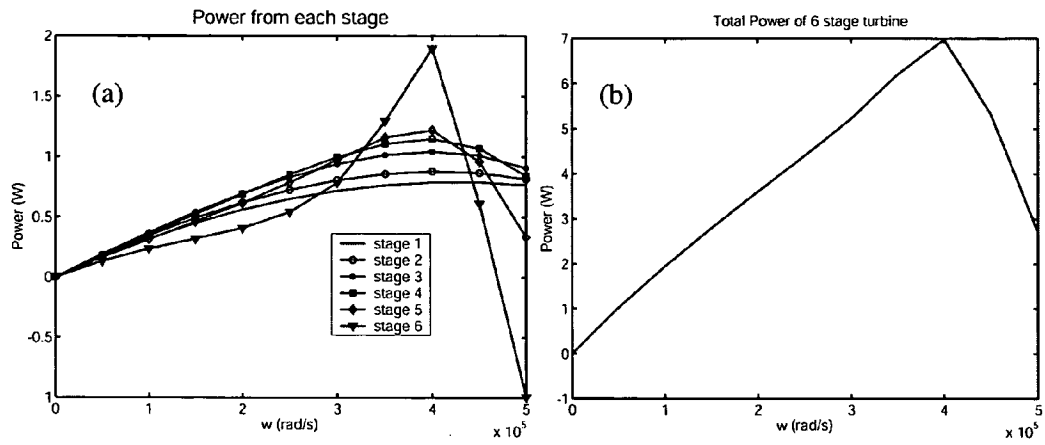 Power from each stage
(a)
Power (W)
2
1.5
1
0.5
0
-0.5
1
0 1 2 3 4 5
w (rad/s)
x 10^5
stage 1
stage 2
stage 3
stage 4
stage 5
stage 6
Total Power of 6 stage turbine
(b)
Power (W)
7
6
5
4
3
2
1
0
-1
0 1 2 3 4 5
w (rad/s)
x 10^5